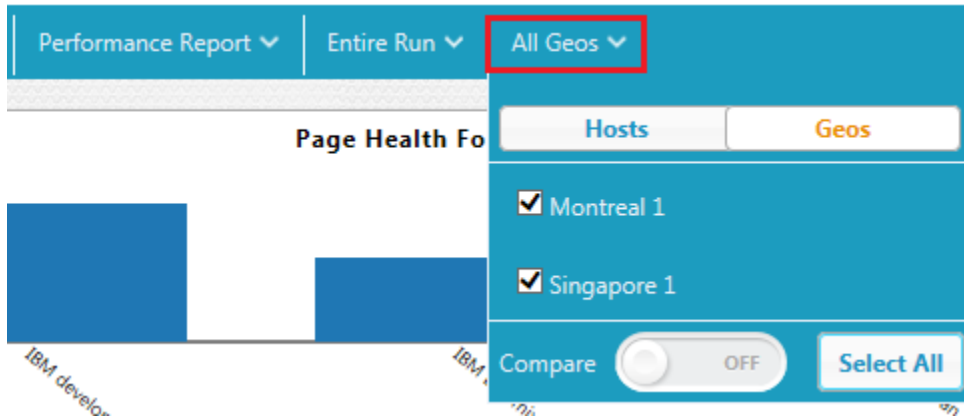 Performance Report
Entire Run
All Geos
Page Health Fo
Hosts
Geos
Montreal 1
Singapore 1
Compare
OFF
Select All
IBM develo
IBM